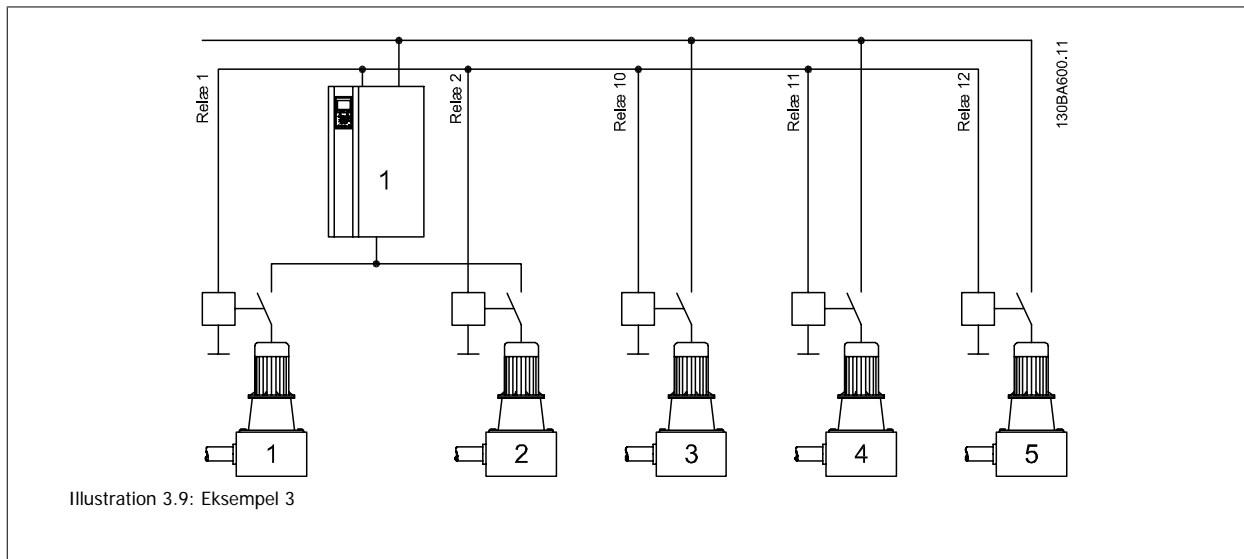 Relæ 1
Relæ 2
Relæ 10
Relæ 11
Relæ 12
130BA600.11
1
1
2
3
4
5
Illustration 3.9: Eksempel 3